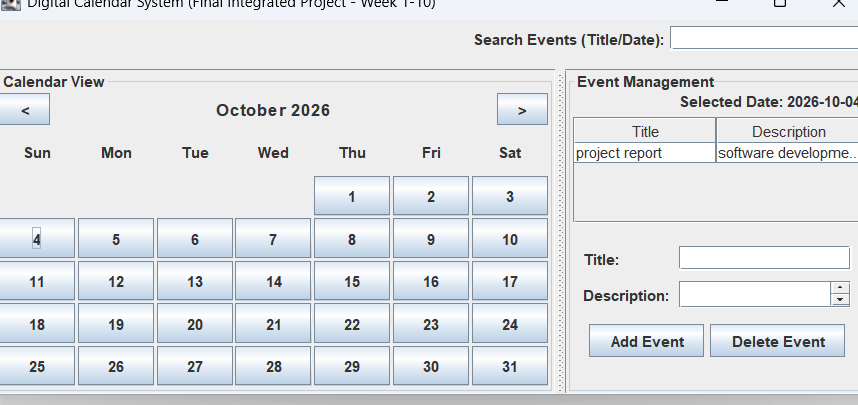 Digital Calendar System (Final Integrated Project - Week 1-10)
Search Events (Title/Date):
Calendar View
< October 2026 >
Sun Mon Tue Wed Thu Fri Sat
1 2 3
4 5 6 7 8 9 10
11 12 13 14 15 16 17
18 19 20 21 22 23 24
25 26 27 28 29 30 31
Event Management
Selected Date: 2026-10-04
Title Description
project report software developme...
Title:
Description:
Add Event Delete Event